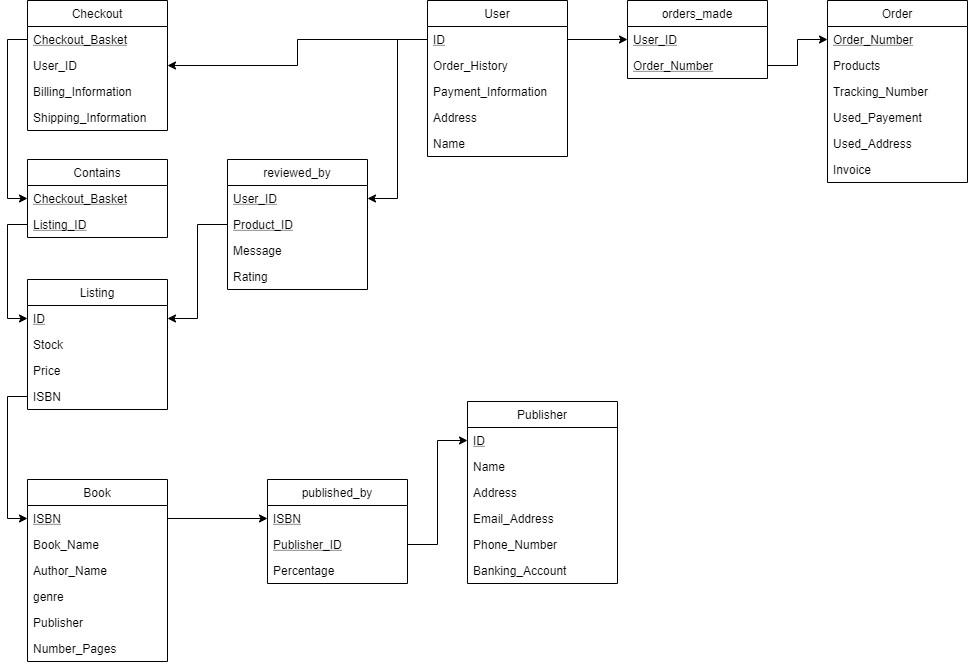 Checkout
Checkout_Basket
User_ID
Billing_Information
Shipping_Information
User
ID
Order_History
Payment_Information
Address
Name
orders_made
User_ID
Order_Number
Order
Order_Number
Products
Tracking_Number
Used_Payement
Used_Address
Invoice
Contains
Checkout_Basket
Listing_ID
reviewed_by
User_ID
Product_ID
Message
Rating
Listing
ID
Stock
Price
ISBN
Publisher
ID
Name
Address
Email_Address
Phone_Number
Banking_Account
Book
ISBN
Book_Name
Author_Name
genre
Publisher
Number_Pages
published_by
ISBN
Publisher_ID
Percentage